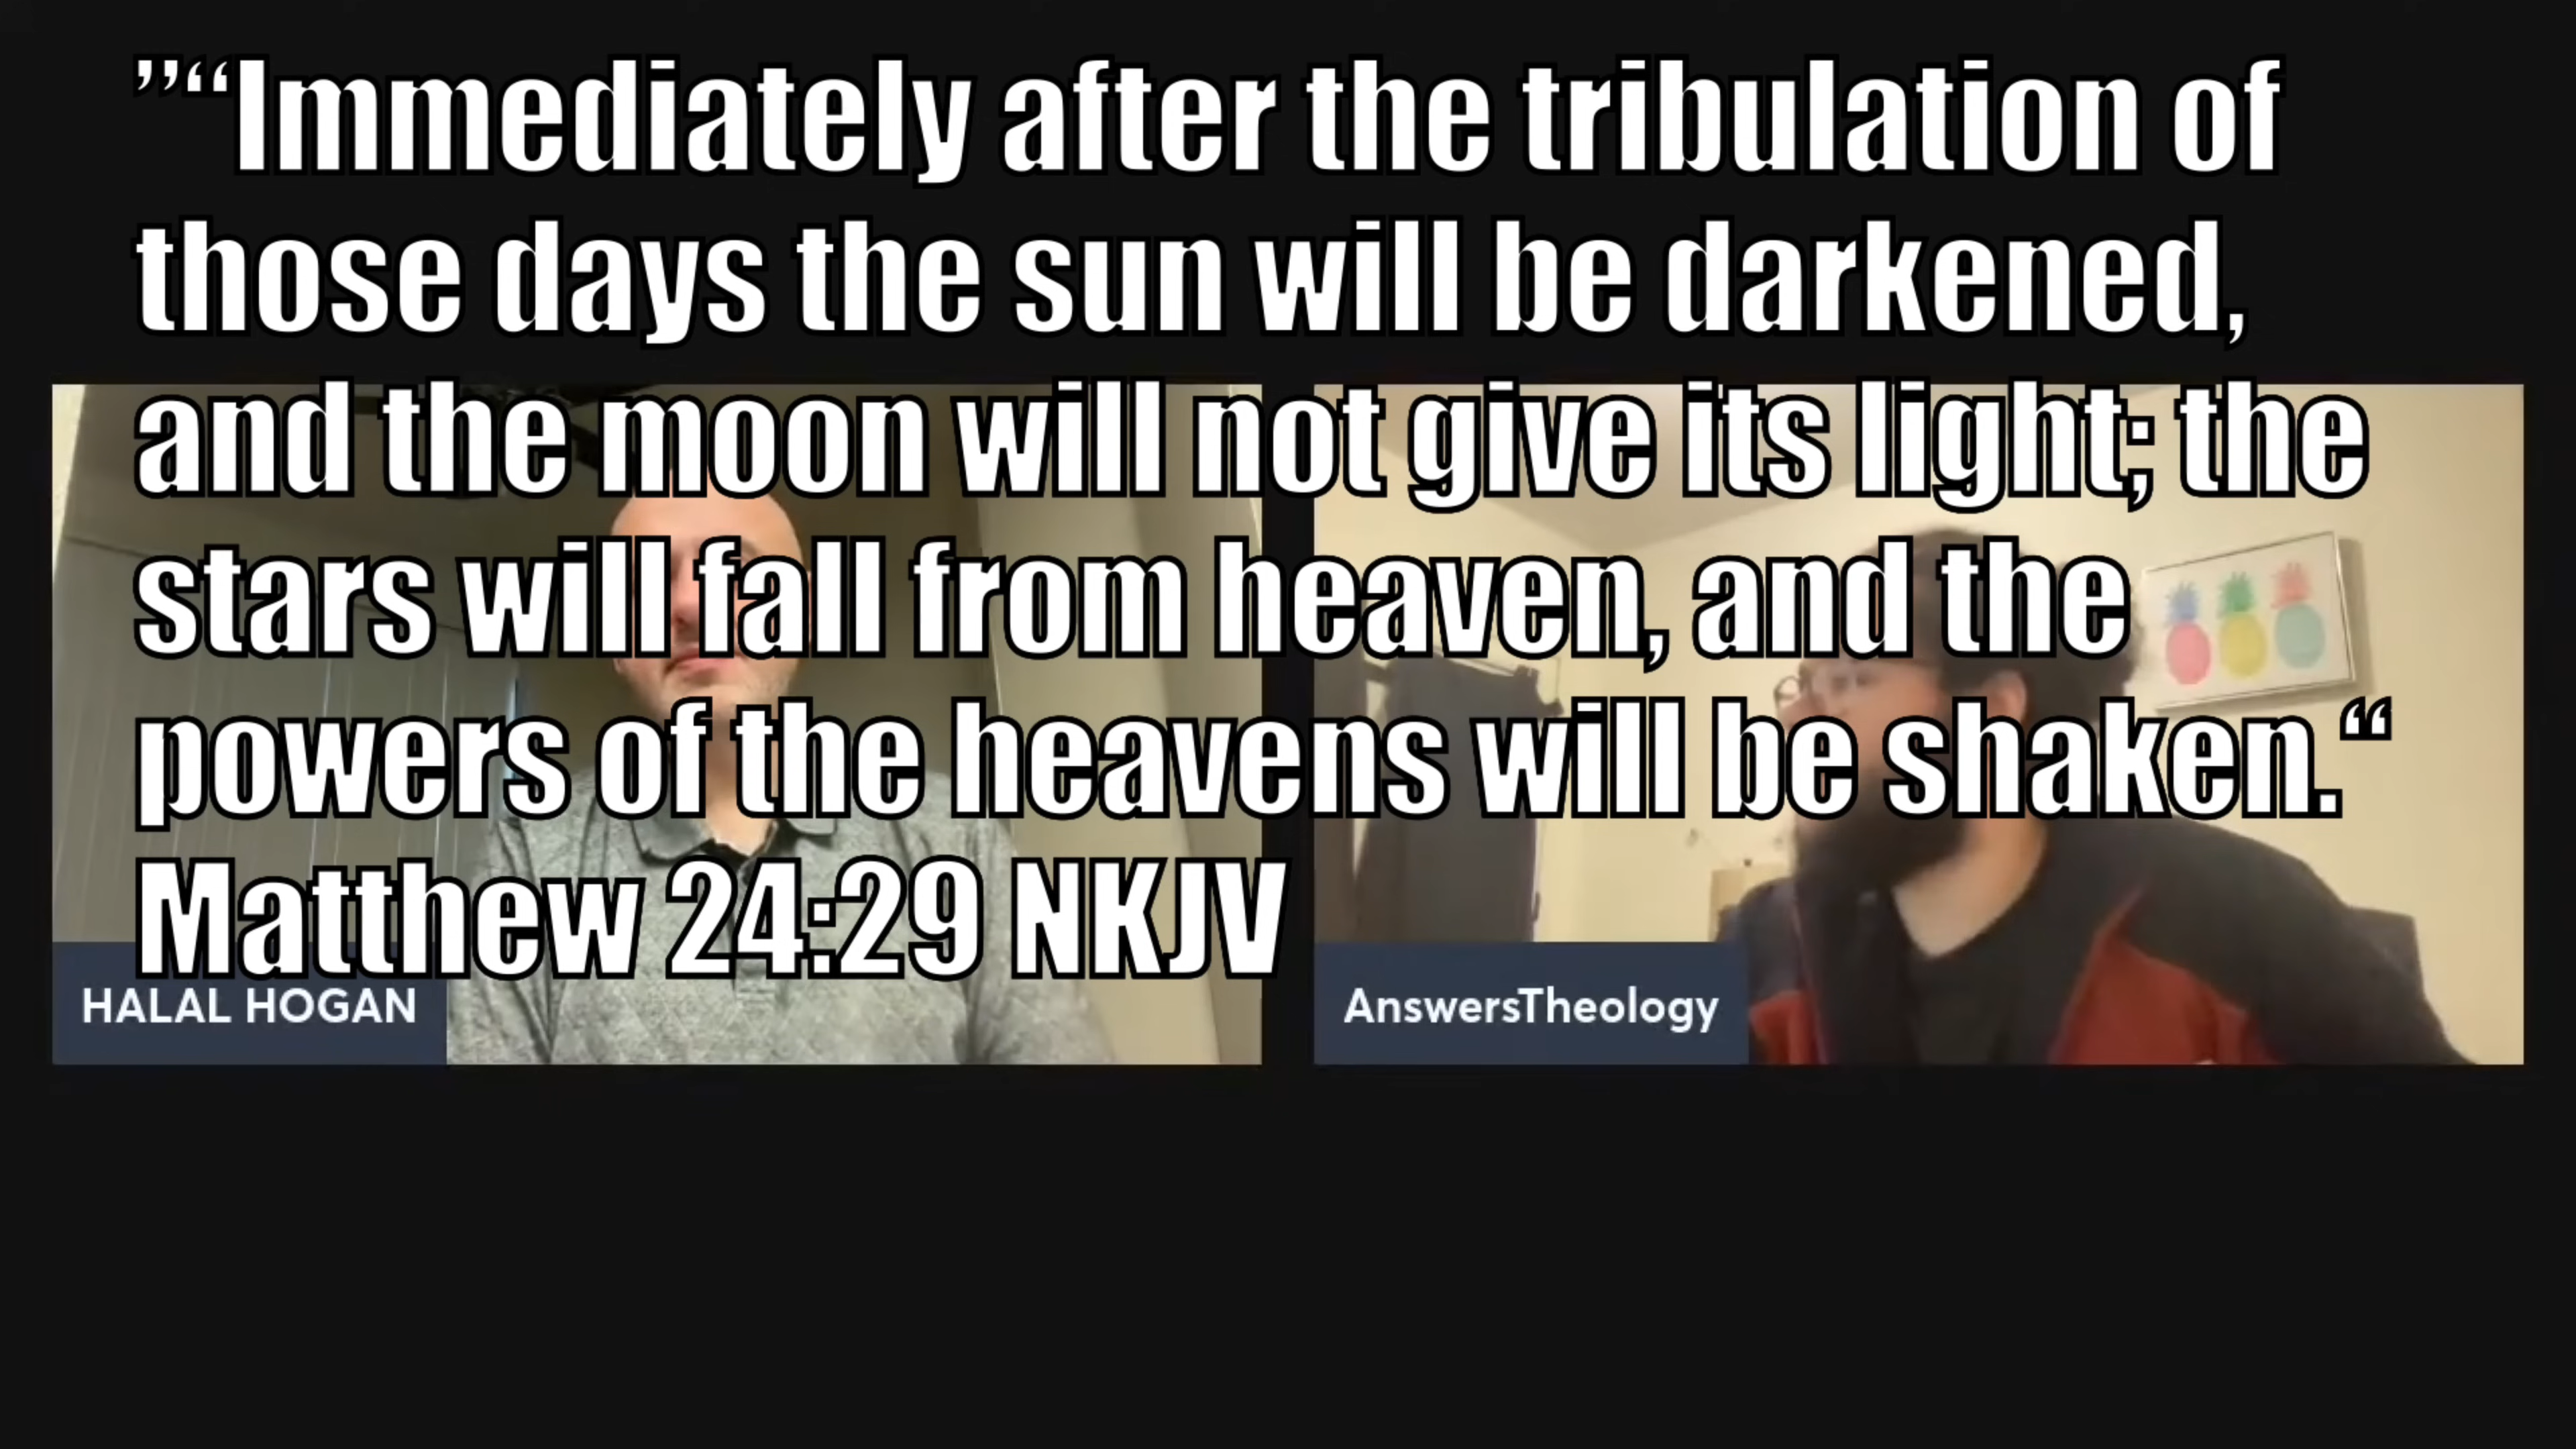 ”“Immediately after the tribulation of
those days the sun will be darkened,
and the moon will not give its light; the
stars will fall from heaven, and the
powers of the heavens will be shaken.“
Matthew 24:29 NKJV
HALAL HOGAN
AnswersTheology